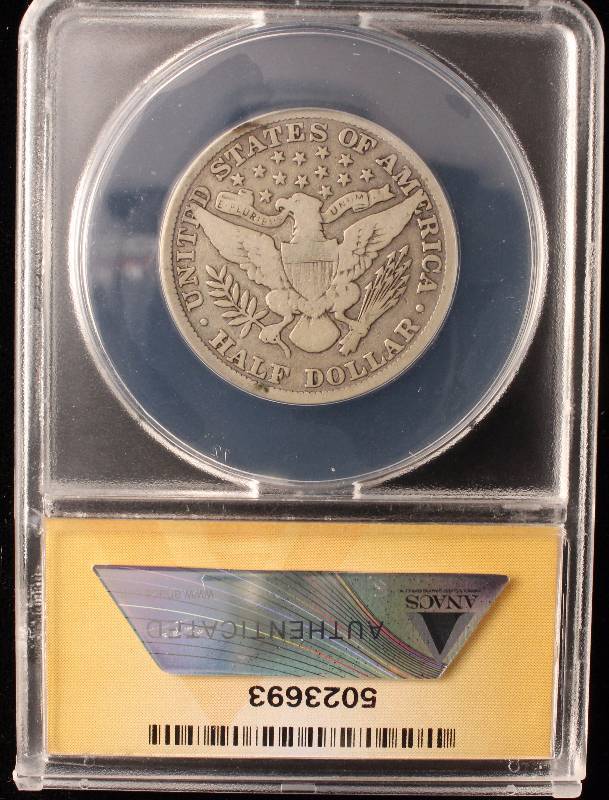 UNITED STATES OF AMERICA
E PLURIBUS UNUM
· HALF DOLLAR ·
5023693
AUTHENTICATED
ANACS